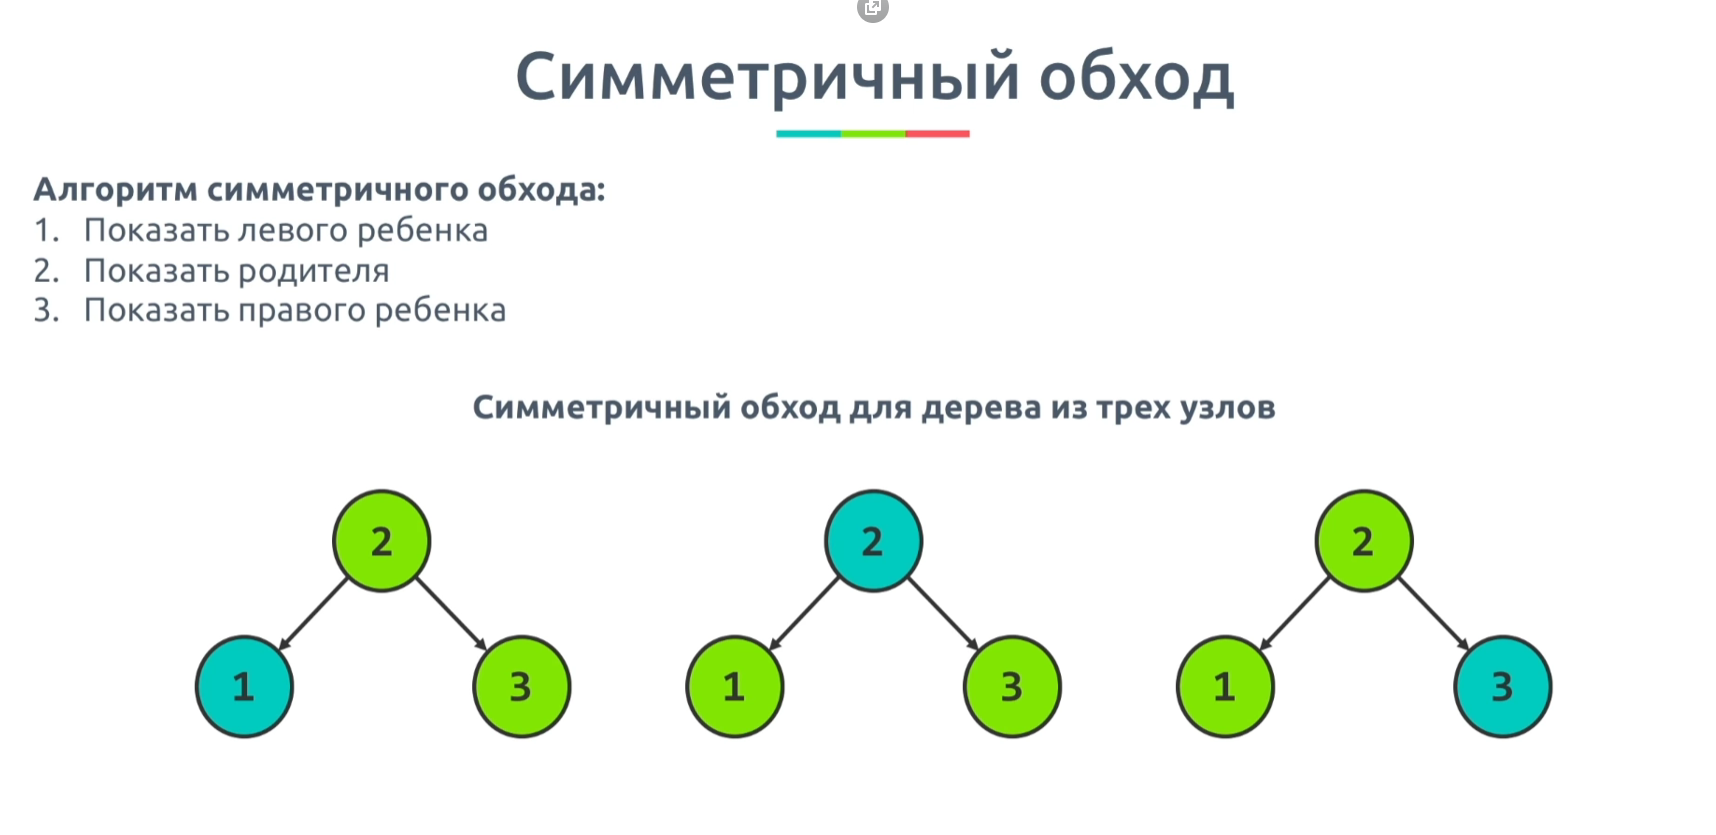 Симметричный обход
Алгоритм симметричного обхода:
1. Показать левого ребенка
2. Показать родителя
3. Показать правого ребенка
Симметричный обход для дерева из трех узлов
2 2 2
1 3 1 3 1 3